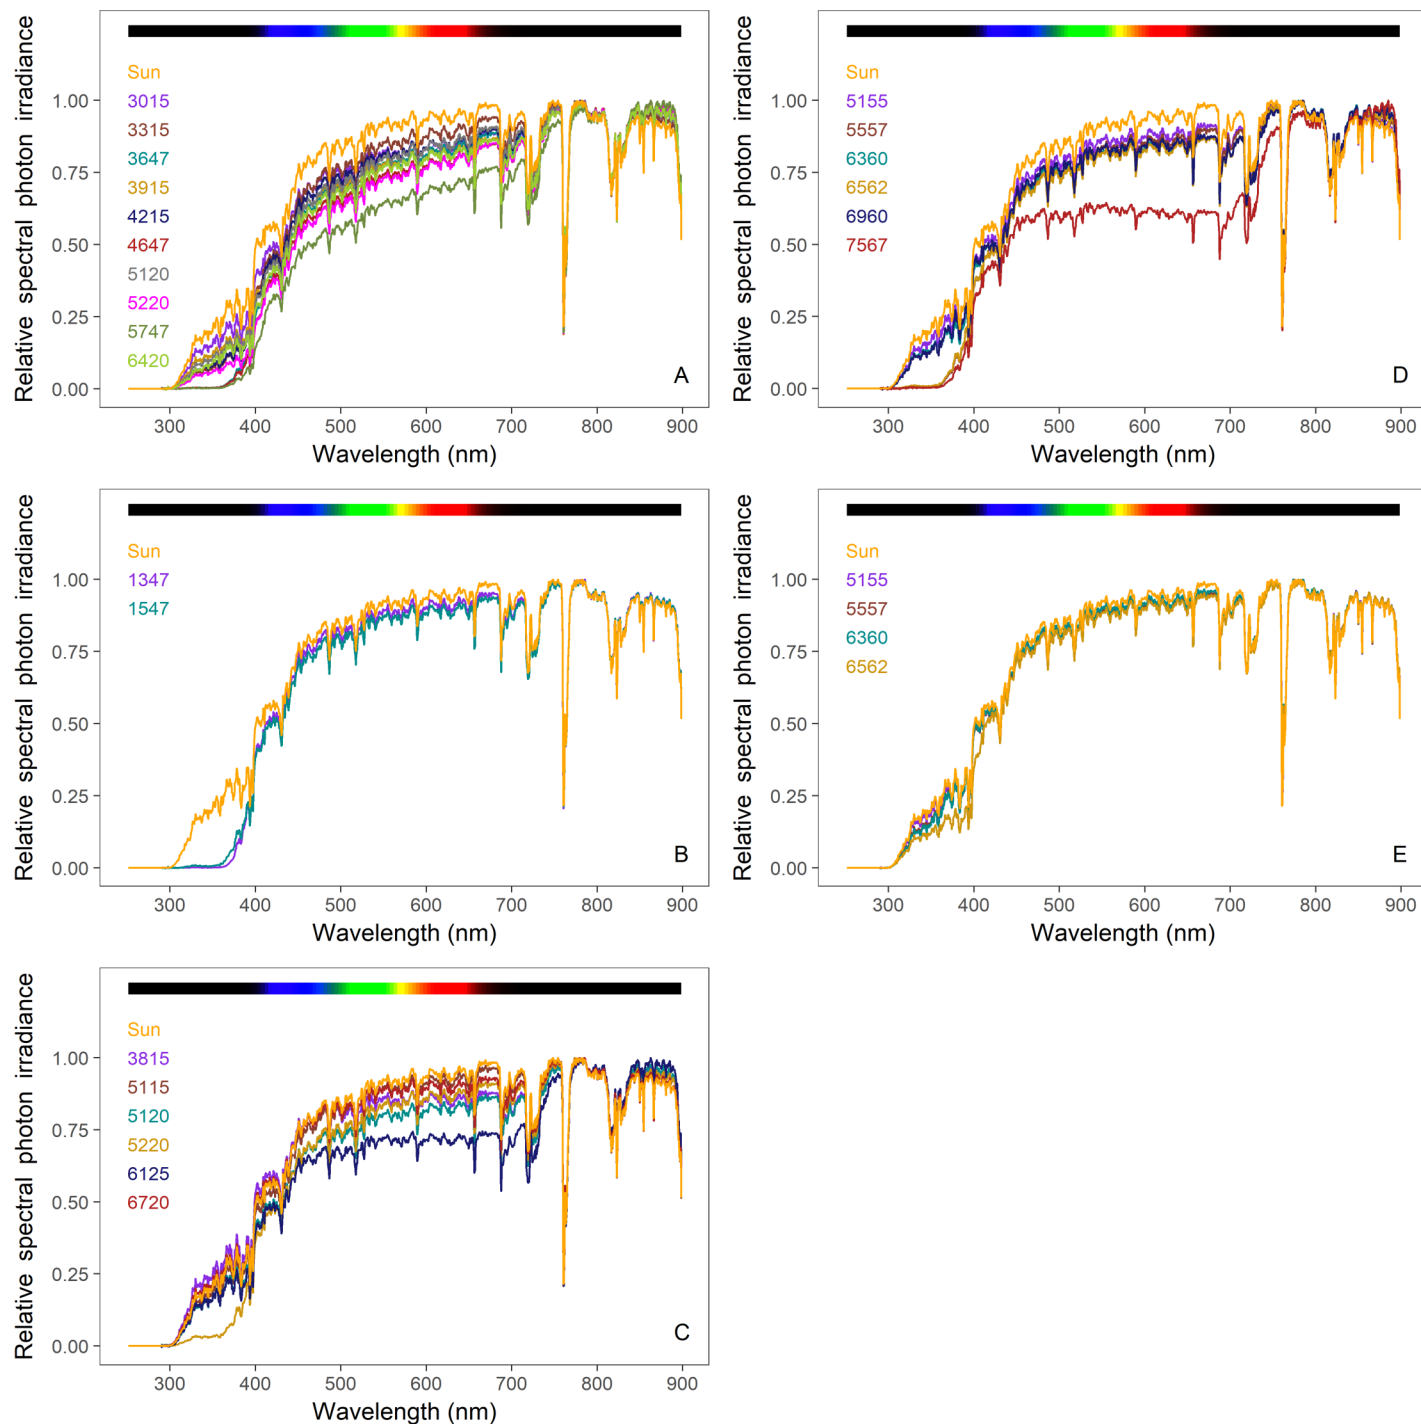 Relative spectral photon irradiance
Sun
3015
3315
3647
3915
4215
4647
5120
5220
5747
6420
1.00
0.75
0.50
0.25
0.00
A
300 400 500 600 700 800 900
Wavelength (nm)
Relative spectral photon irradiance
Sun
5155
5557
6360
6562
6960
7567
1.00
0.75
0.50
0.25
0.00
D
300 400 500 600 700 800 900
Wavelength (nm)
Relative spectral photon irradiance
Sun
1347
1547
1.00
0.75
0.50
0.25
0.00
B
300 400 500 600 700 800 900
Wavelength (nm)
Relative spectral photon irradiance
Sun
5155
5557
6360
6562
1.00
0.75
0.50
0.25
0.00
E
300 400 500 600 700 800 900
Wavelength (nm)
Relative spectral photon irradiance
Sun
3815
5115
5120
5220
6125
6720
1.00
0.75
0.50
0.25
0.00
C
300 400 500 600 700 800 900
Wavelength (nm)